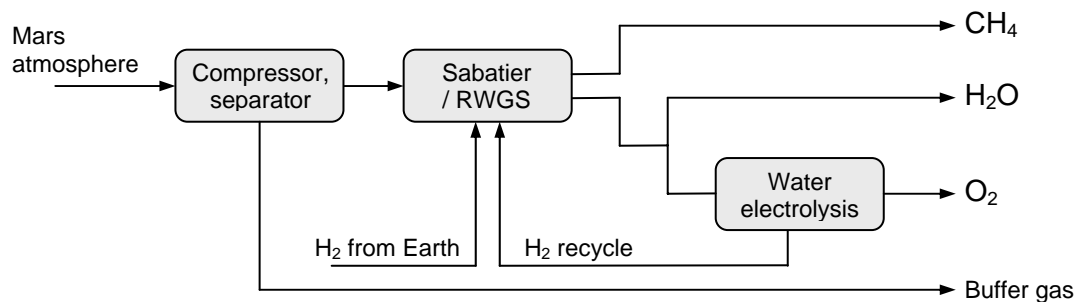 CH₄
Mars
atmosphere
Compressor,
separator
Sabatier
/ RWGS
H₂O
Water
electrolysis
O₂
H₂ from Earth
H₂ recycle
Buffer gas